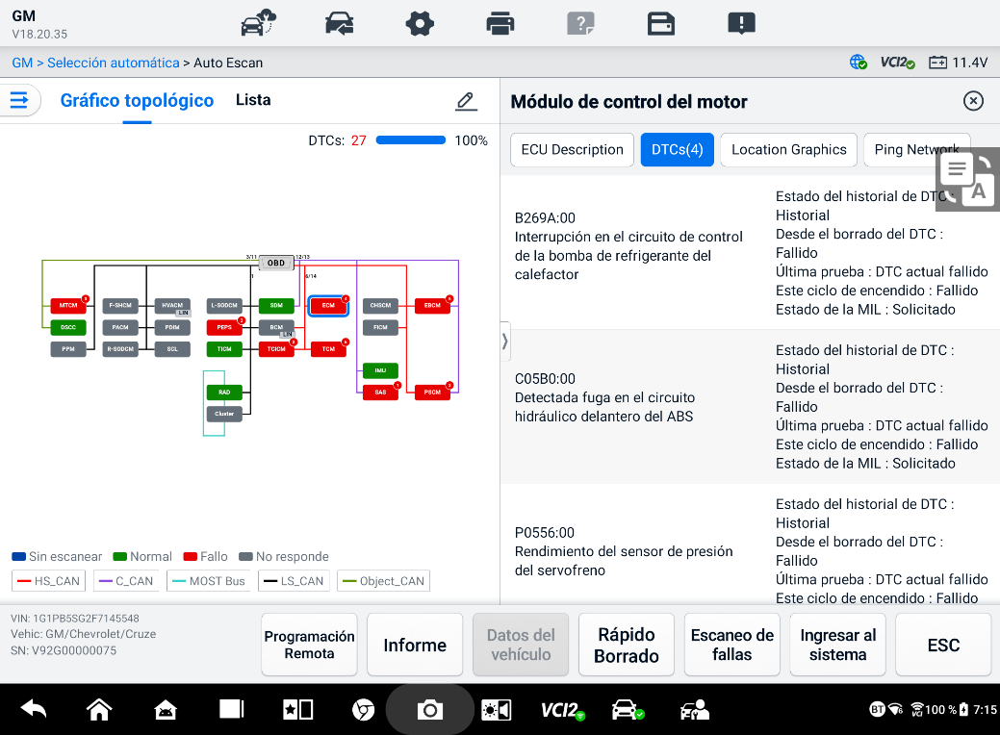 GM
V18.20.35
GM > Selección automática > Auto Escan
VCI2
11.4V
Gráfico topológico
Lista
DTCs: 27
100%
3/11
OBD
12/13
1
6/14
MTCM
F-SHCM
HVACM
LIN
L-SODCM
SDM
ECM
CHSCM
EBCM
DSCC
PACM
PDIM
PEPS
BCM
LIN
FICM
PPM
R-SODCM
SCL
TICM
TCICM
TCM
IMU
RAD
SAS
PSCM
Cluster
Sin escanear
Normal
Fallo
No responde
HS_CAN
C_CAN
MOST Bus
LS_CAN
Object_CAN
Módulo de control del motor
ECU Description
DTCs(4)
Location Graphics
Ping Network
A
B269A:00
Interrupción en el circuito de control
de la bomba de refrigerante del
calefactor
Estado del historial de DTC :
Historial
Desde el borrado del DTC :
Fallido
Última prueba : DTC actual fallido
Este ciclo de encendido : Fallido
Estado de la MIL : Solicitado
C05B0:00
Detectada fuga en el circuito
hidráulico delantero del ABS
Estado del historial de DTC :
Historial
Desde el borrado del DTC :
Fallido
Última prueba : DTC actual fallido
Este ciclo de encendido : Fallido
Estado de la MIL : Solicitado
P0556:00
Rendimiento del sensor de presión
del servofreno
Estado del historial de DTC :
Historial
Desde el borrado del DTC :
Fallido
Última prueba : DTC actual fallido
Este ciclo de encendido : Fallido
VIN: 1G1PB5SG2F7145548
Vehic: GM/Chevrolet/Cruze
SN: V92G00000075
Programación
Remota
Informe
Datos del
vehículo
Rápido
Borrado
Escaneo de
fallas
Ingresar al
sistema
ESC
VCI2
BT
6
VG
100 %
7:15